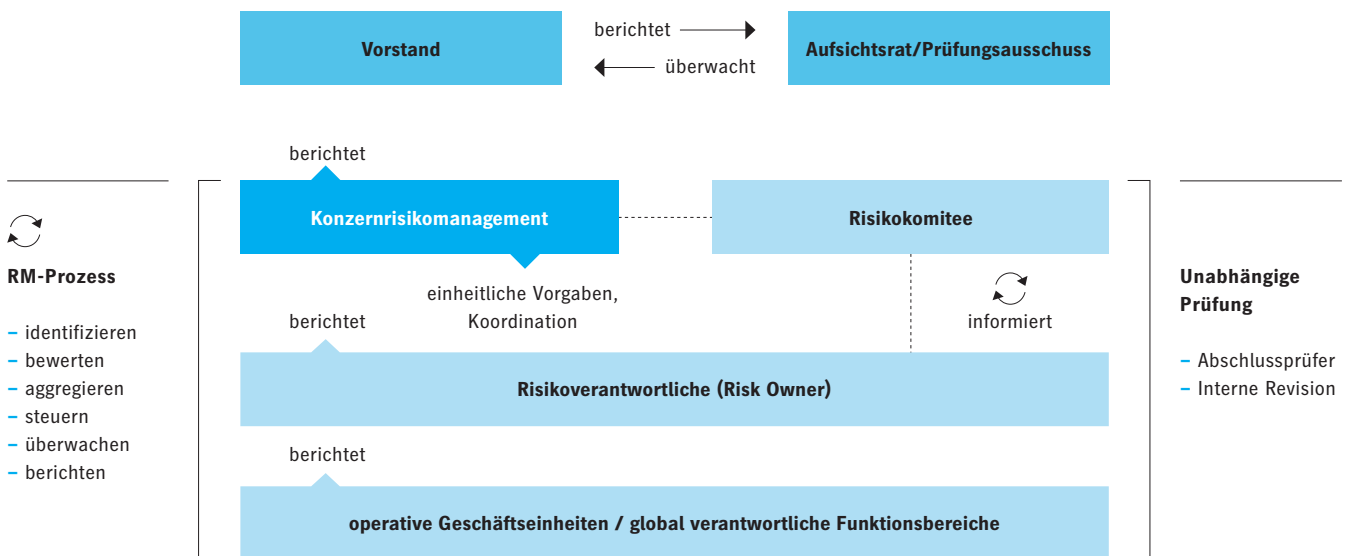 Vorstand
berichtet
überwacht
Aufsichtsrat/Prüfungsausschuss
berichtet
Konzernrisikomanagement
Risikokomitee
RM-Prozess
– identifizieren
– bewerten
– aggregieren
– steuern
– überwachen
– berichten
einheitliche Vorgaben,
Koordination
informiert
berichtet
Risikoverantwortliche (Risk Owner)
berichtet
operative Geschäftseinheiten / global verantwortliche Funktionsbereiche
Unabhängige
Prüfung
– Abschlussprüfer
– Interne Revision